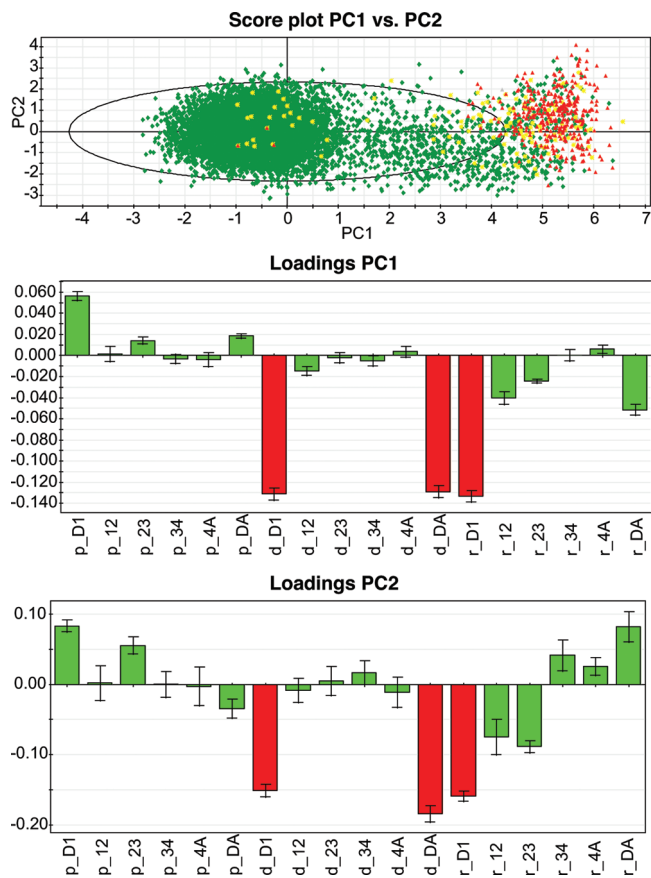 Score plot PC1 vs. PC2
4
3
2
1
0
-1
-2
-3
PC2
-4 -3 -2 -1 0 1 2 3 4 5 6 7
PC1
Loadings PC1
0.060
0.040
0.020
0.000
-0.020
-0.040
-0.060
-0.080
-0.100
-0.120
-0.140
p_D1 p_12 p_23 p_34 p_4A p_DA d_D1 d_12 d_23 d_34 d_4A d_DA r_D1 r_12 r_23 r_34 r_4A r_DA
Loadings PC2
0.10
0.00
-0.10
-0.20
p_D1 p_12 p_23 p_34 p_4A p_DA d_D1 d_12 d_23 d_34 d_4A d_DA r_D1 r_12 r_23 r_34 r_4A r_DA